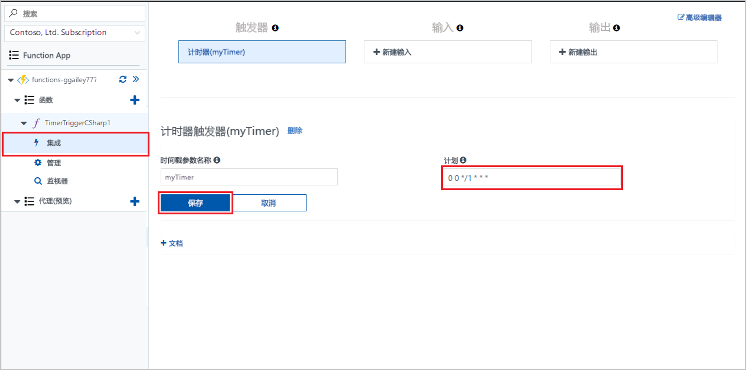 搜索
Contoso, Ltd. Subscription
Function App
functions-ggailey777
函数
TimerTriggerCSharp1
集成
管理
监视器
代理(预览)
高级编辑器
触发器
输入
输出
计时器(myTimer)
新建输入
新建输出
计时器触发器(myTimer) 删除
时间戳参数名称
计划
myTimer
0 0 */1 * * *
保存
取消
文档